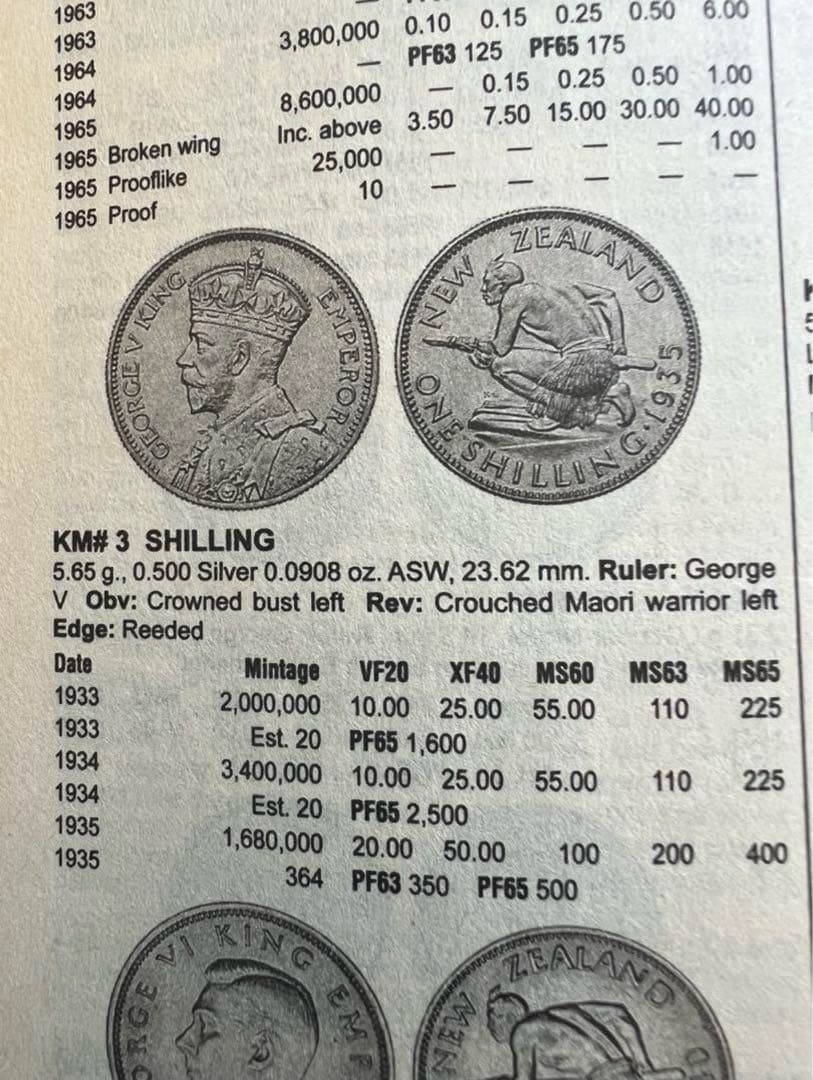 1963
1963 —
1964 3,800,000 0.10 0.15 0.25 0.50 6.00
1964 — PF63 125 PF65 175
1965 8,600,000 — 0.15 0.25 0.50 1.00
1965 Broken wing Inc. above 3.50 7.50 15.00 30.00 40.00
1965 Prooflike 25,000 — — — — 1.00
1965 Proof 10 — — — — —
GEORGE V KING EMPEROR
NEW ZEALAND
ONE SHILLING·1935
KM# 3 SHILLING
5.65 g., 0.500 Silver 0.0908 oz. ASW, 23.62 mm. Ruler: George
V Obv: Crowned bust left Rev: Crouched Maori warrior left
Edge: Reeded
Date Mintage VF20 XF40 MS60 MS63 MS65
1933 2,000,000 10.00 25.00 55.00 110 225
1933 Est. 20 PF65 1,600
1934 3,400,000 10.00 25.00 55.00 110 225
1934 Est. 20 PF65 2,500
1935 1,680,000 20.00 50.00 100 200 400
1935 364 PF63 350 PF65 500
ORGE VI KING EMP
NEW ZEALAND